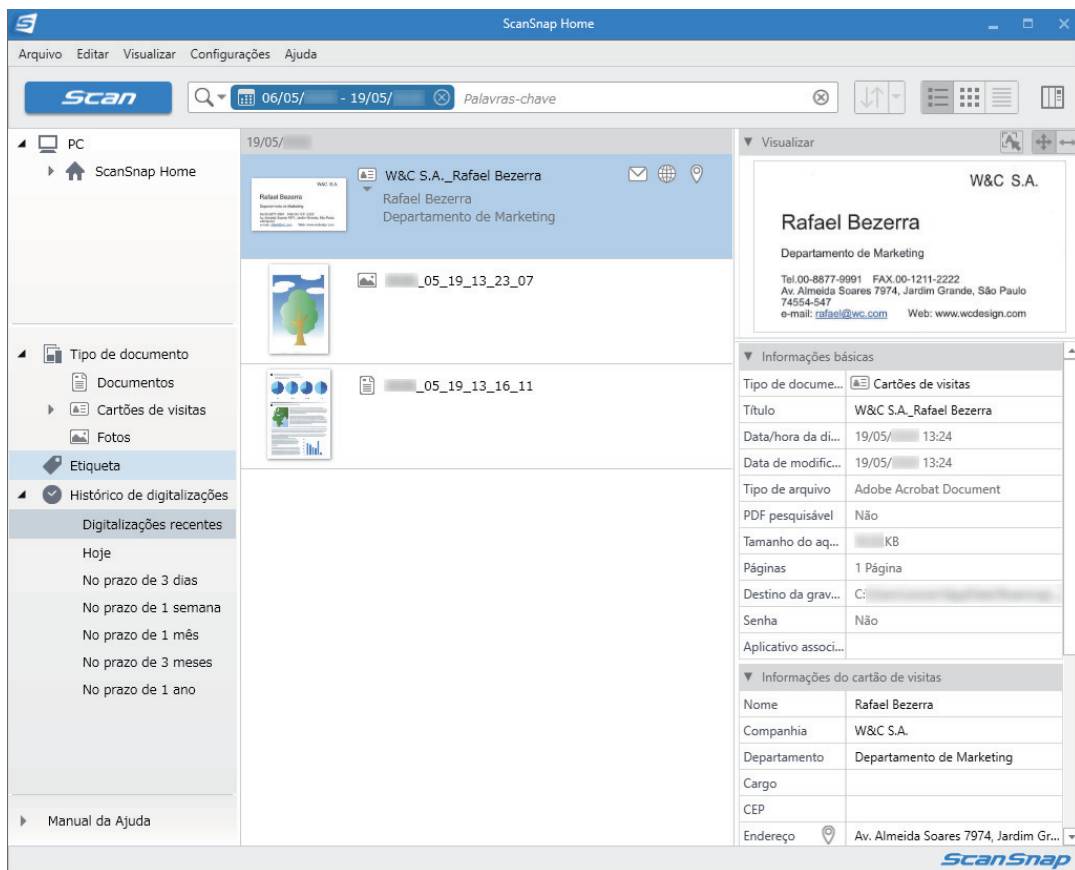 ScanSnap Home
Arquivo Editar Visualizar Configurações Ajuda
Scan
06/05/ - 19/05/
Palavras-chave
PC
ScanSnap Home
Tipo de documento
Documentos
Cartões de visitas
Fotos
Etiqueta
Histórico de digitalizações
Digitalizações recentes
Hoje
No prazo de 3 dias
No prazo de 1 semana
No prazo de 1 mês
No prazo de 3 meses
No prazo de 1 ano
Manual da Ajuda
19/05/
W&C S.A.
Rafael Bezerra
Departamento de Marketing
W&C S.A._Rafael Bezerra
Rafael Bezerra
Departamento de Marketing
_05_19_13_23_07
_05_19_13_16_11
Visualizar
W&C S.A.
Rafael Bezerra
Departamento de Marketing
Tel.00-8877-9991 FAX.00-1211-2222
Av. Almeida Soares 7974, Jardim Grande, São Paulo
74554-547
e-mail: rafael@wc.com Web: www.wcdesign.com
Informações básicas
Tipo de docume... Cartões de visitas
Título W&C S.A._Rafael Bezerra
Data/hora da di... 19/05/ 13:24
Data de modific... 19/05/ 13:24
Tipo de arquivo Adobe Acrobat Document
PDF pesquisável Não
Tamanho do aq... KB
Páginas 1 Página
Destino da grav... C:
Senha Não
Aplicativo associ...
Informações do cartão de visitas
Nome Rafael Bezerra
Companhia W&C S.A.
Departamento Departamento de Marketing
Cargo
CEP
Endereço Av. Almeida Soares 7974, Jardim Gr...
ScanSnap